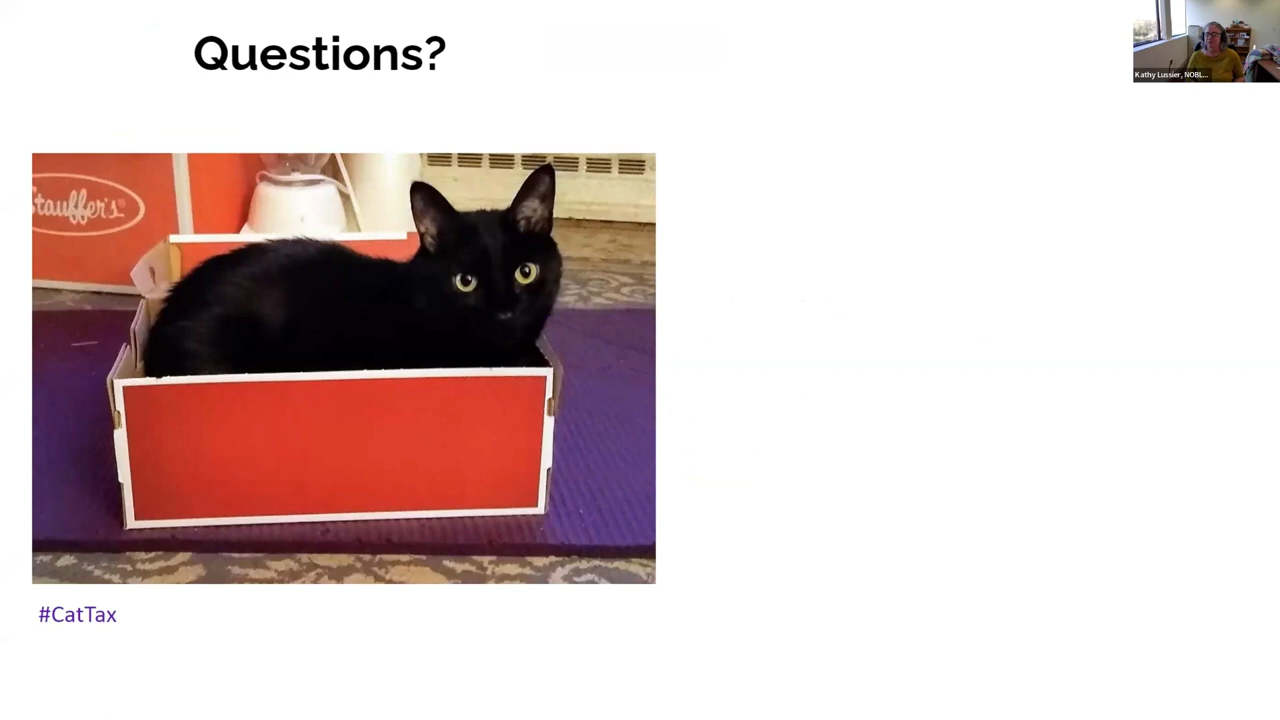 Questions?
Kathy Lussier, NOBL...
Stauffer's
#CatTax